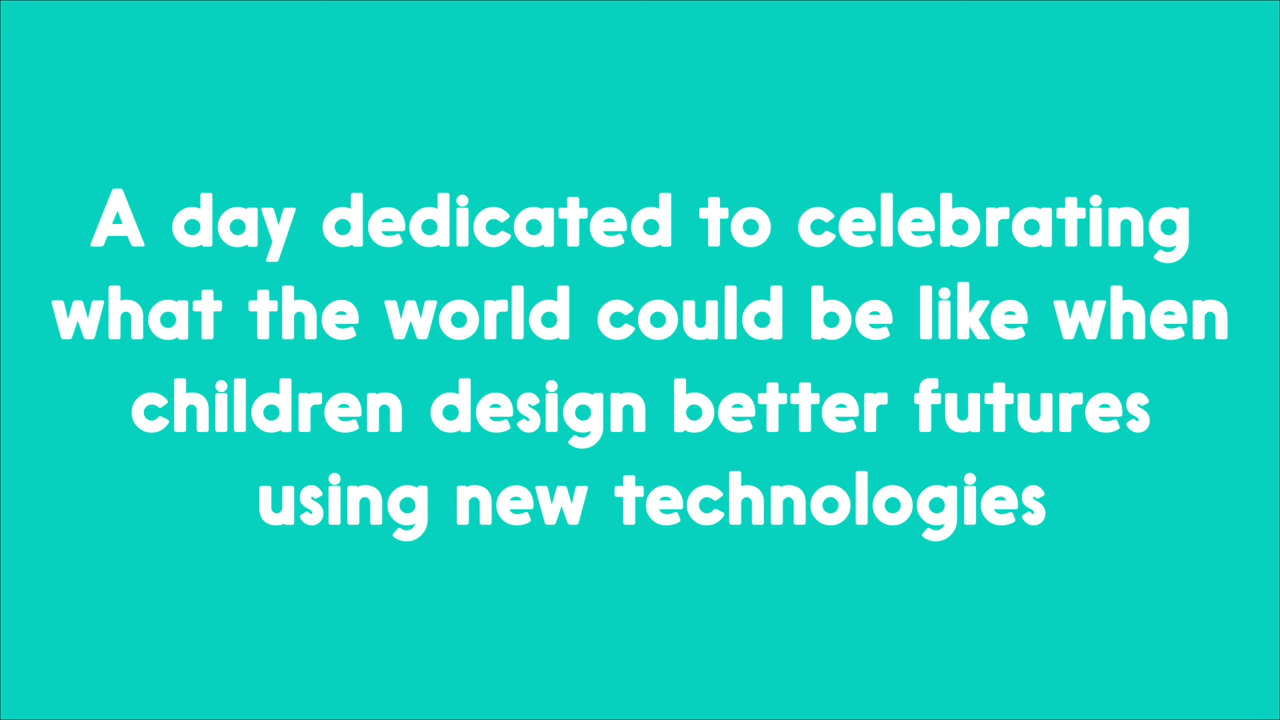 A day dedicated to celebrating
what the world could be like when
children design better futures
using new technologies